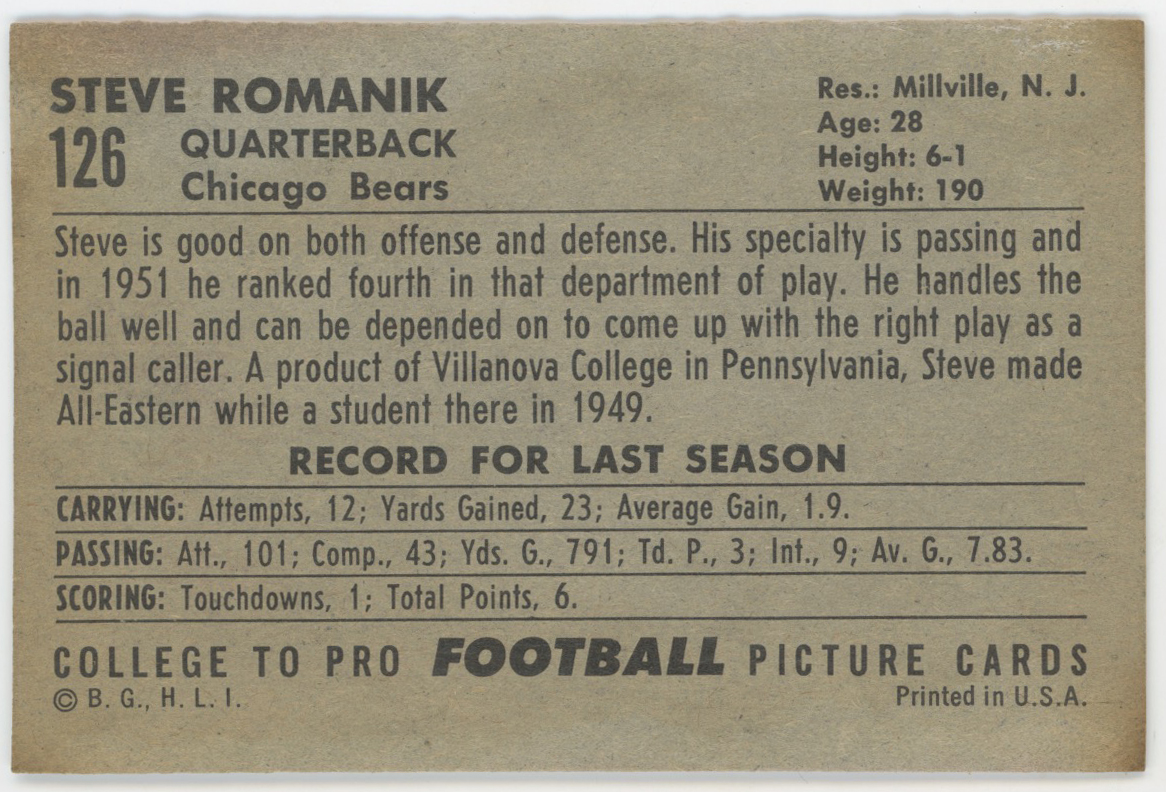 STEVE ROMANIK
126 QUARTERBACK
Chicago Bears
Res.: Millville, N. J.
Age: 28
Height: 6-1
Weight: 190
Steve is good on both offense and defense. His specialty is passing and
in 1951 he ranked fourth in that department of play. He handles the
ball well and can be depended on to come up with the right play as a
signal caller. A product of Villanova College in Pennsylvania, Steve made
All-Eastern while a student there in 1949.
RECORD FOR LAST SEASON
CARRYING: Attempts, 12; Yards Gained, 23; Average Gain, 1.9.
PASSING: Att., 101; Comp., 43; Yds. G., 791; Td. P., 3; Int., 9; Av. G., 7.83.
SCORING: Touchdowns, 1; Total Points, 6.
COLLEGE TO PRO FOOTBALL PICTURE CARDS
© B. G., H. L. I. Printed in U.S.A.